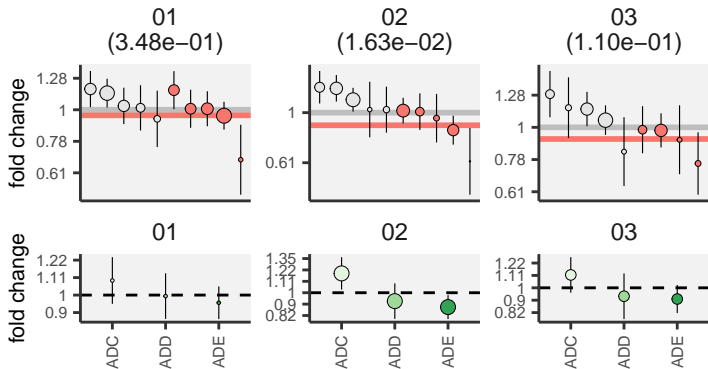 01
(3.48e−01)
02
(1.63e−02)
03
(1.10e−01)
fold change
1.28
1
0.78
0.61
1
0.61
1.28
1
0.78
0.61
01
02
03
fold change
1.22
1.11
1
0.9
1.35
1.22
1.11
1
0.9
0.82
1.22
1.11
1
0.9
0.82
ADC
ADD
ADE
ADC
ADD
ADE
ADC
ADD
ADE